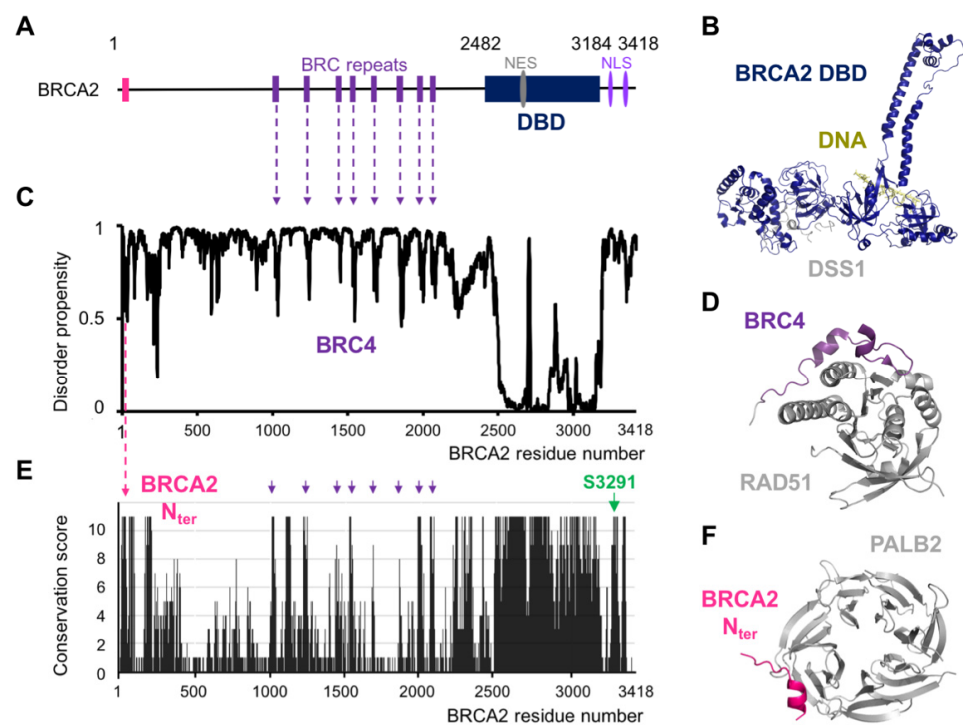 A
1
2482
3184
3418
BRCA2
BRC repeats
NES
NLS
DBD
B
BRCA2 DBD
DNA
DSS1
C
Disorder propensity
1
0.5
0
BRC4
1
500
1000
1500
2000
2500
3000
3418
BRCA2 residue number
D
BRC4
RAD51
E
BRCA2
Nter
S3291
Conservation score
10
8
6
4
2
0
1
500
1000
1500
2000
2500
3000
3418
BRCA2 residue number
F
PALB2
BRCA2
Nter